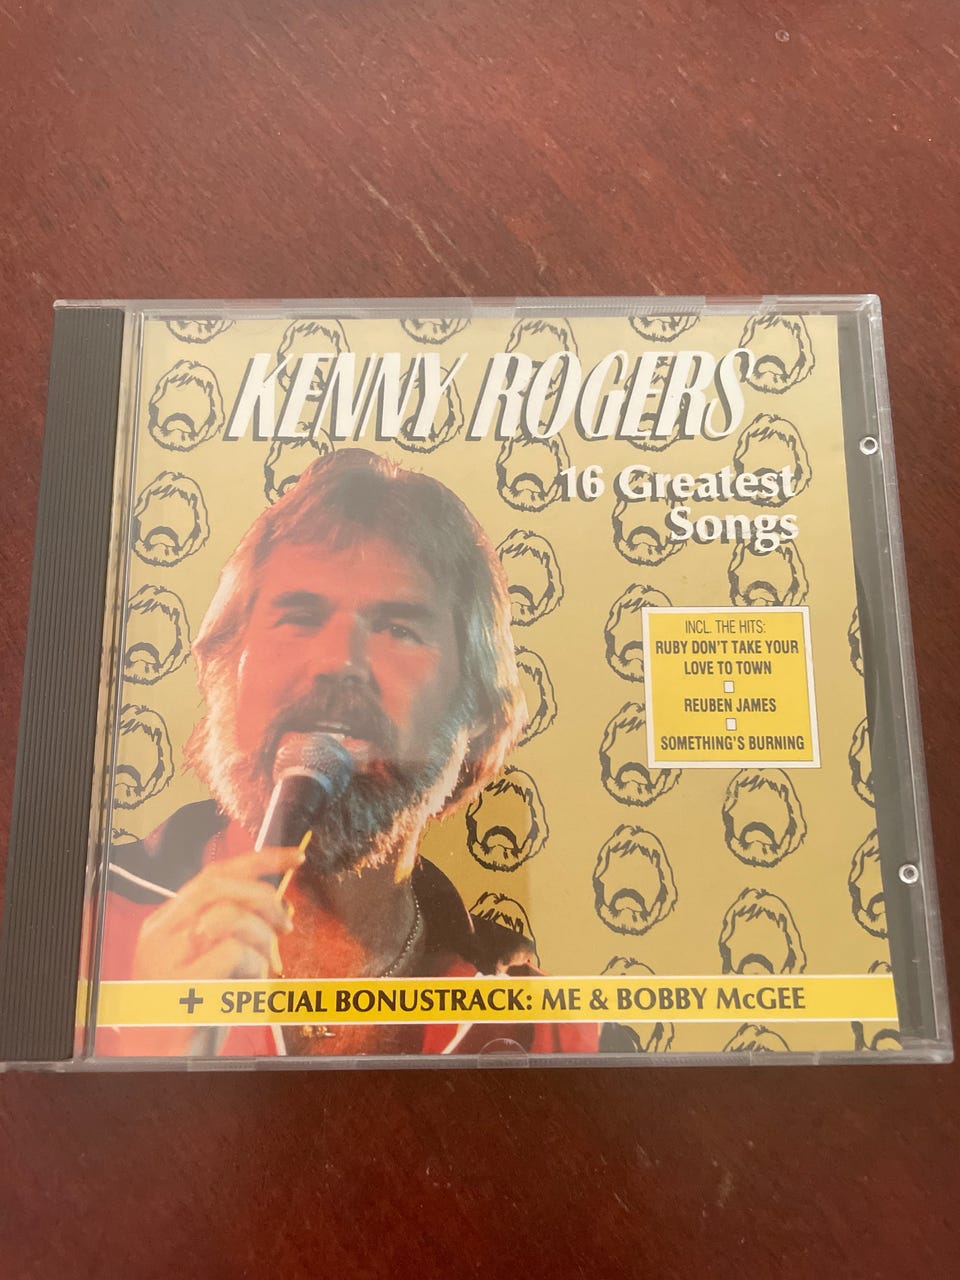 KENNY ROGERS
16 Greatest
Songs
INCL. THE HITS:
RUBY DON'T TAKE YOUR
LOVE TO TOWN
REUBEN JAMES
SOMETHING'S BURNING
+ SPECIAL BONUSTRACK: ME & BOBBY McGEE